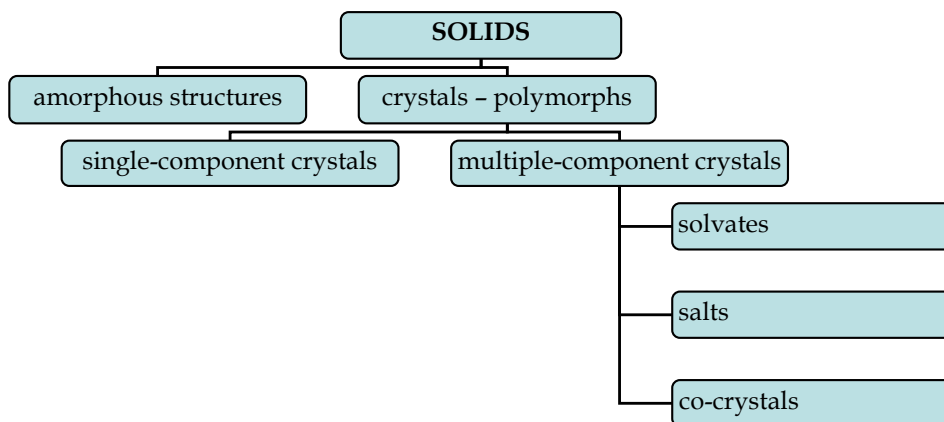 SOLIDS
amorphous structures
crystals – polymorphs
single-component crystals
multiple-component crystals
solvates
salts
co-crystals